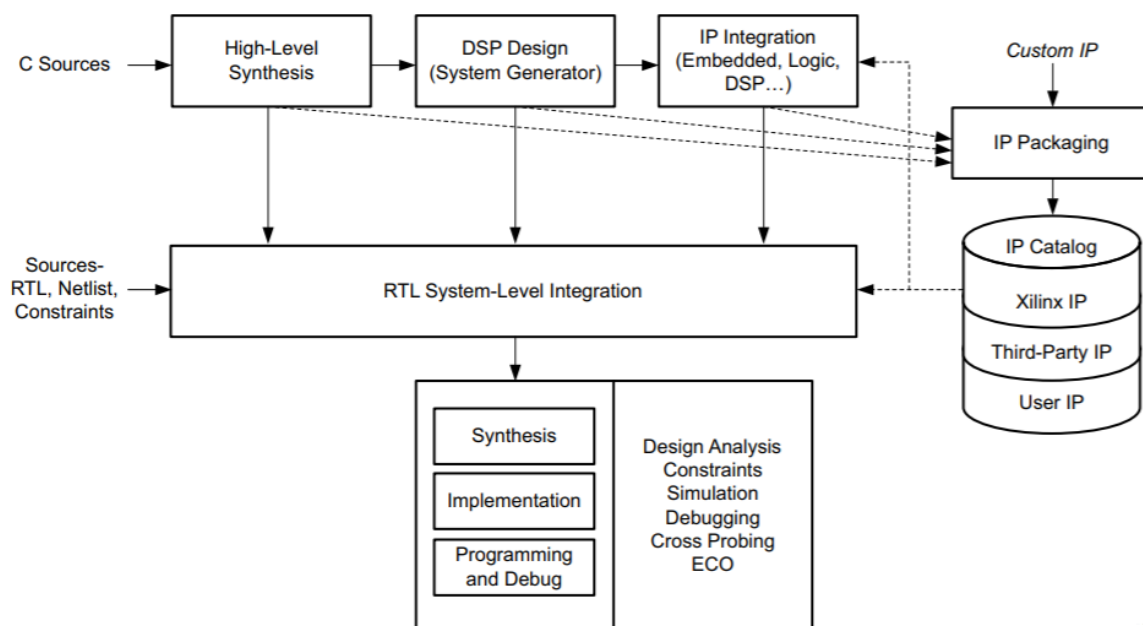 C Sources
High-Level
Synthesis
DSP Design
(System Generator)
IP Integration
(Embedded, Logic,
DSP…)
Custom IP
IP Packaging
IP Catalog
Xilinx IP
Third-Party IP
User IP
Sources-
RTL, Netlist,
Constraints
RTL System-Level Integration
Synthesis
Implementation
Programming
and Debug
Design Analysis
Constraints
Simulation
Debugging
Cross Probing
ECO